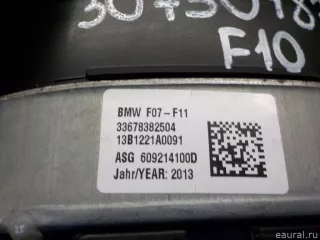 F10
BMW F07-F11
33678382504
13B1221A0091
ASG 609214100D
Jahr/YEAR: 2013
eaural.ru